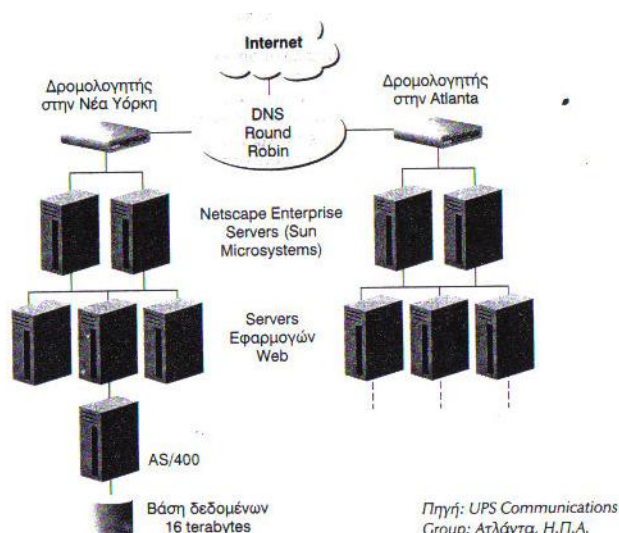 Internet
Δρομολογητής
στην Νέα Υόρκη
DNS
Round
Robin
Δρομολογητής
στην Atlanta
Netscape Enterprise
Servers (Sun
Microsystems)
Servers
Εφαρμογών
Web
AS/400
Βάση δεδομένων
16 terabytes
Πηγή: UPS Communications
Group: Ατλάντα, Η.Π.Α.